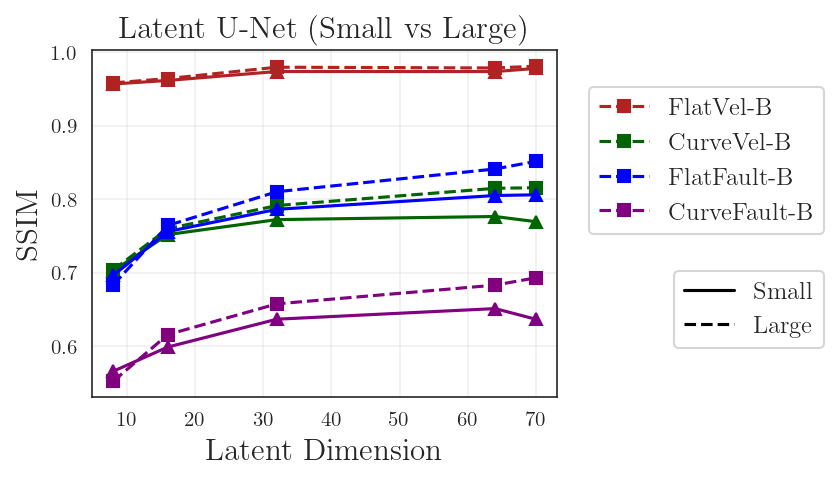 Latent U-Net (Small vs Large)
1.0
0.9
0.8
0.7
0.6
SSIM
10 20 30 40 50 60 70
Latent Dimension
FlatVel-B
CurveVel-B
FlatFault-B
CurveFault-B
Small
Large